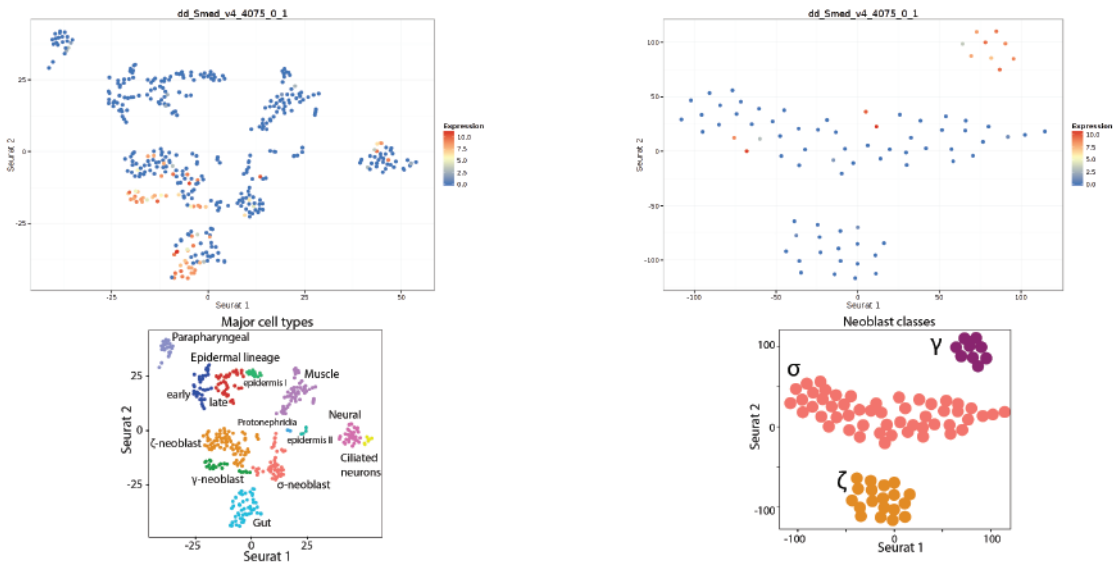 dd_Smed_v4_4075_0_1
25
0
-25
Seurat 2
-25
0
25
50
Seurat 1
Expression
10.0
7.5
5.0
2.5
0.0
dd_Smed_v4_4075_0_1
100
50
0
-50
-100
Seurat 2
-100
-50
0
50
100
Seurat 1
Expression
10.0
7.5
5.0
2.5
0.0
Major cell types
Parapharyngeal
Epidermal lineage
epidermis I
Muscle
early
late
Protonephridia
epidermis II
Neural
ζ-neoblast
Ciliated
neurons
γ-neoblast
σ-neoblast
Gut
25
0
-25
Seurat 2
-25
0
25
Seurat 1
Neoblast classes
γ
σ
ζ
100
50
0
-100
Seurat 2
-100
0
100
Seurat 1